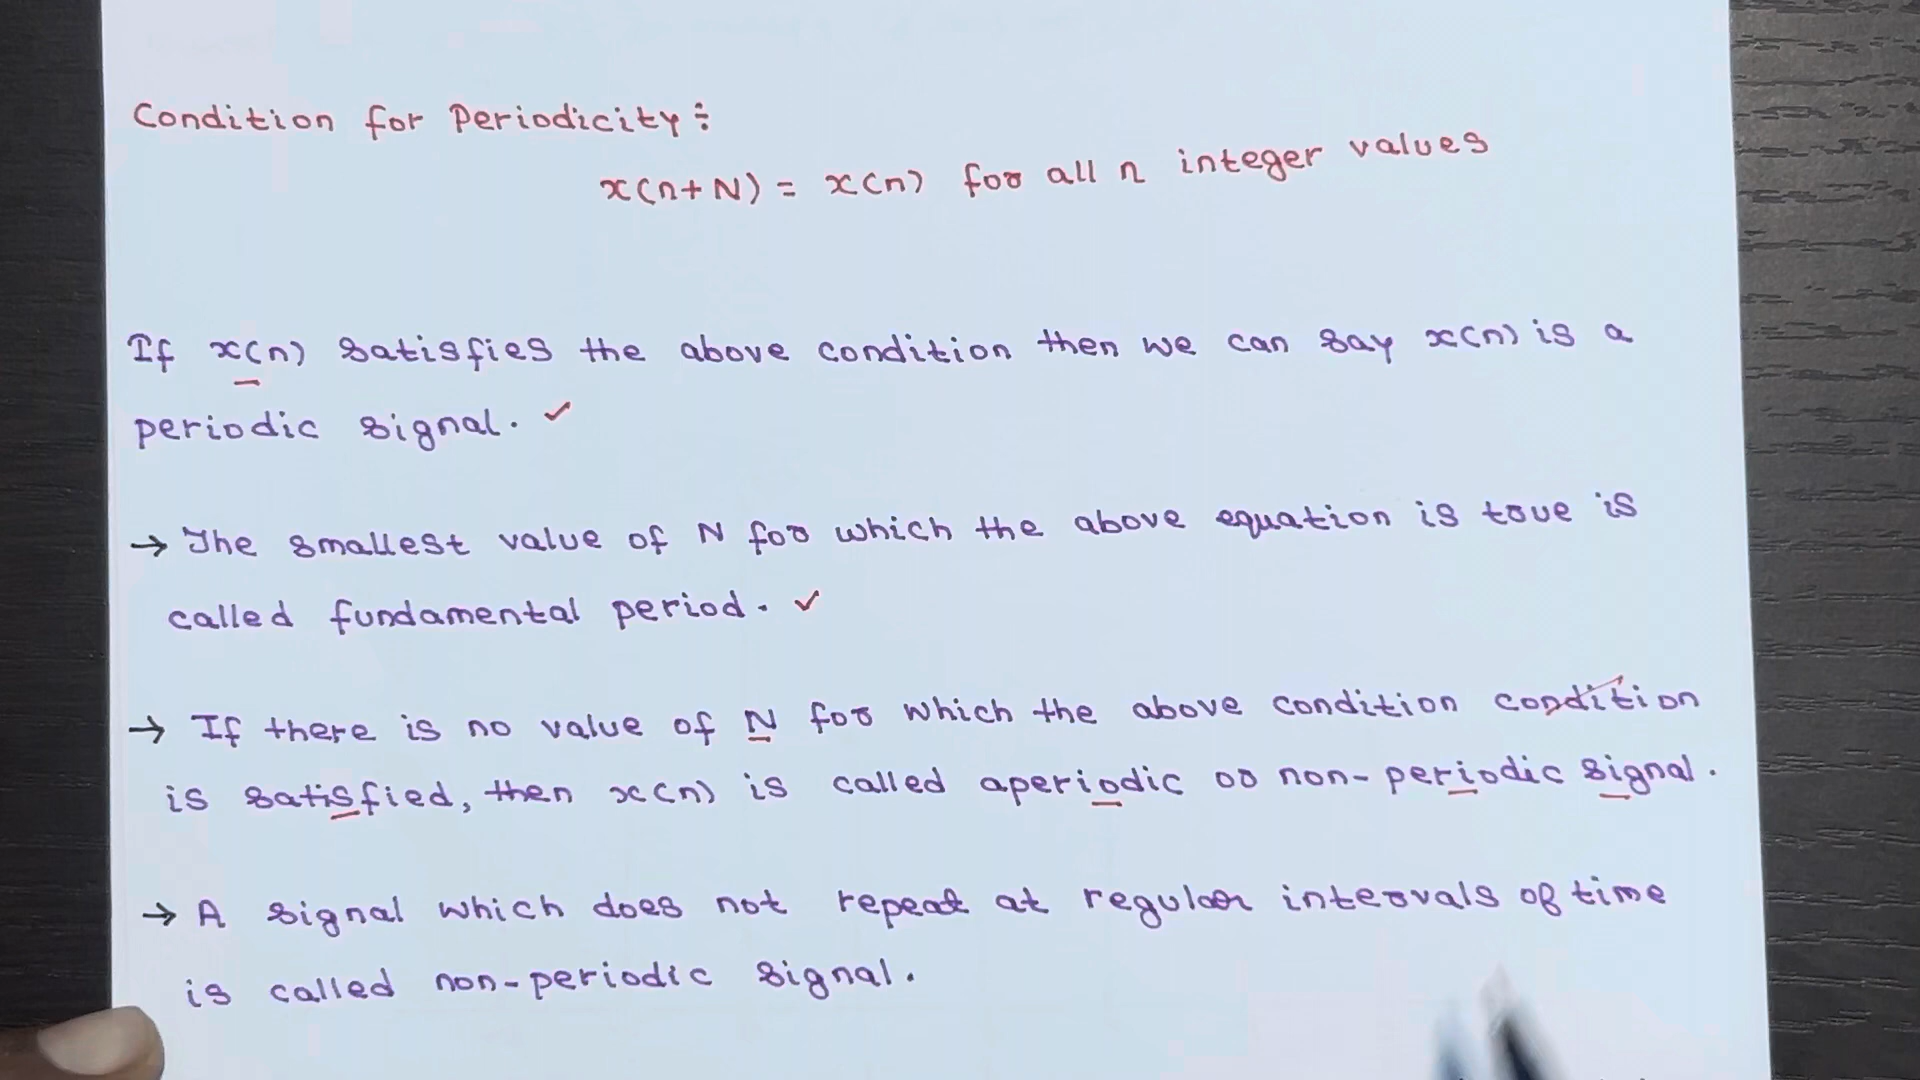 Condition for Periodicity:
x(n+N) = x(n) for all n integer values
If x(n) satisfies the above condition then we can say x(n) is a
periodic signal. ✓
→ The smallest value of N for which the above equation is true is
called fundamental period. ✓
→ If there is no value of N for which the above condition condition
is satisfied, then x(n) is called aperiodic or non-periodic signal.
→ A signal which does not repeat at regular intervals of time
is called non-periodic signal.